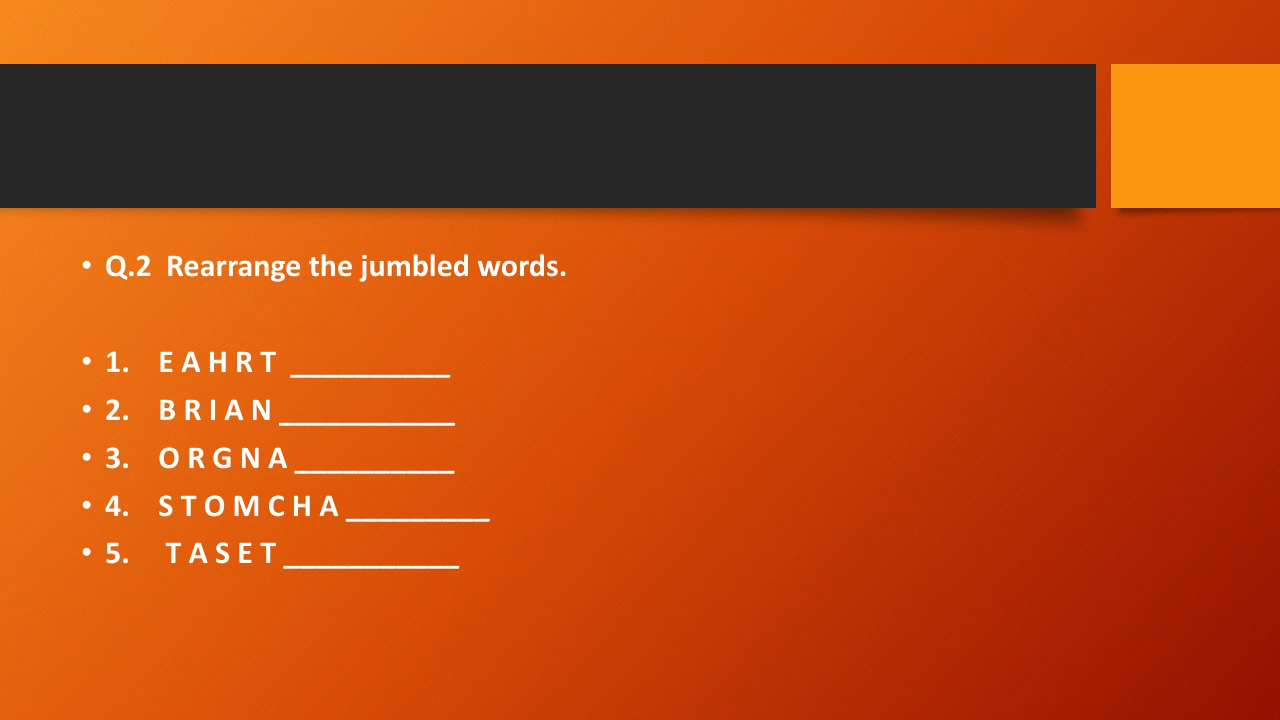 • Q.2  Rearrange the jumbled words.
• 1.   E A H R T  __________
• 2.   B R I A N ___________
• 3.   O R G N A __________
• 4.   S T O M C H A _________
• 5.    T A S E T ___________